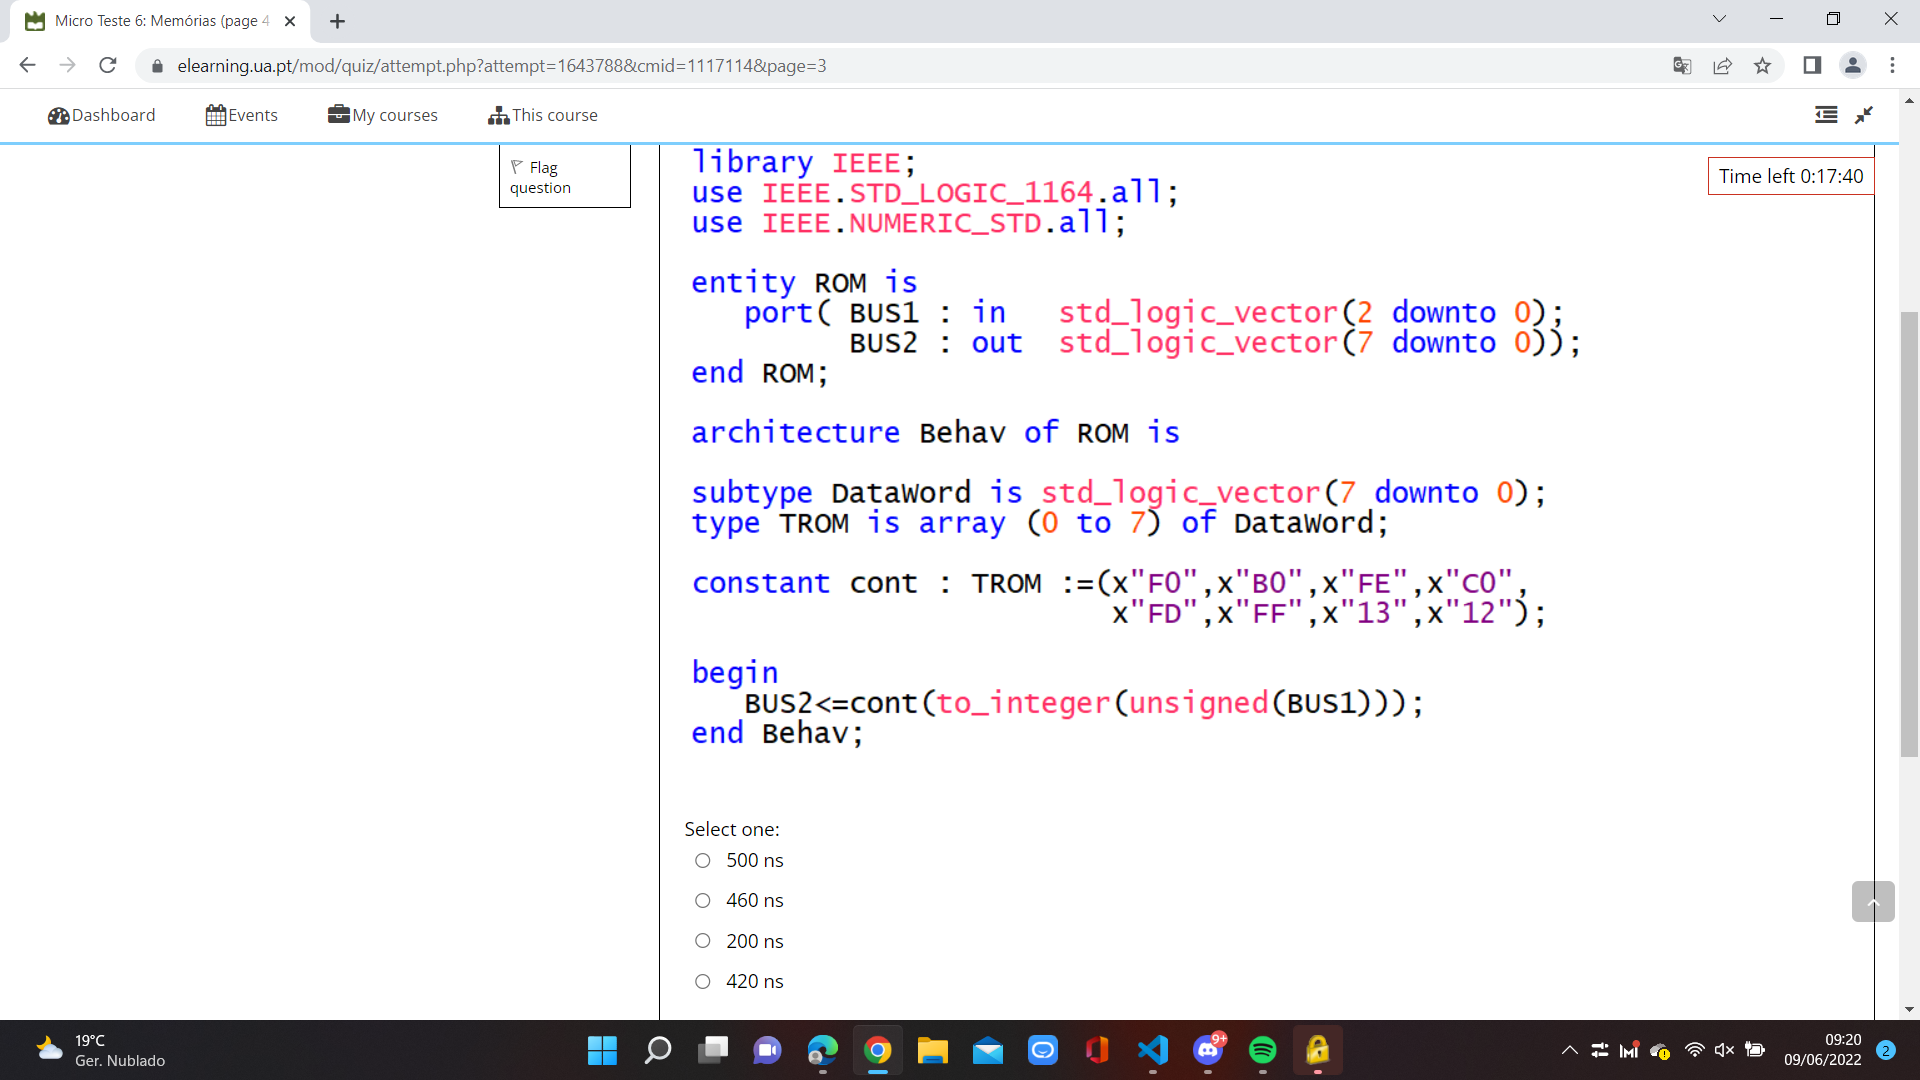 Micro Teste 6: Memórias (page 4
elearning.ua.pt/mod/quiz/attempt.php?attempt=1643788&cmid=1117114&page=3
Dashboard
Events
My courses
This course
Flag
question
Time left 0:17:40
library IEEE;
use IEEE.STD_LOGIC_1164.all;
use IEEE.NUMERIC_STD.all;
entity ROM is
port( BUS1 : in std_logic_vector(2 downto 0);
BUS2 : out std_logic_vector(7 downto 0));
end ROM;
architecture Behav of ROM is
subtype DataWord is std_logic_vector(7 downto 0);
type TROM is array (0 to 7) of DataWord;
constant cont : TROM :=(x"F0",x"B0",x"FE",x"C0",
x"FD",x"FF",x"13",x"12");
begin
BUS2<=cont(to_integer(unsigned(BUS1)));
end Behav;
Select one:
500 ns
460 ns
200 ns
420 ns
19°C
Ger. Nublado
9+
09:20
09/06/2022
2